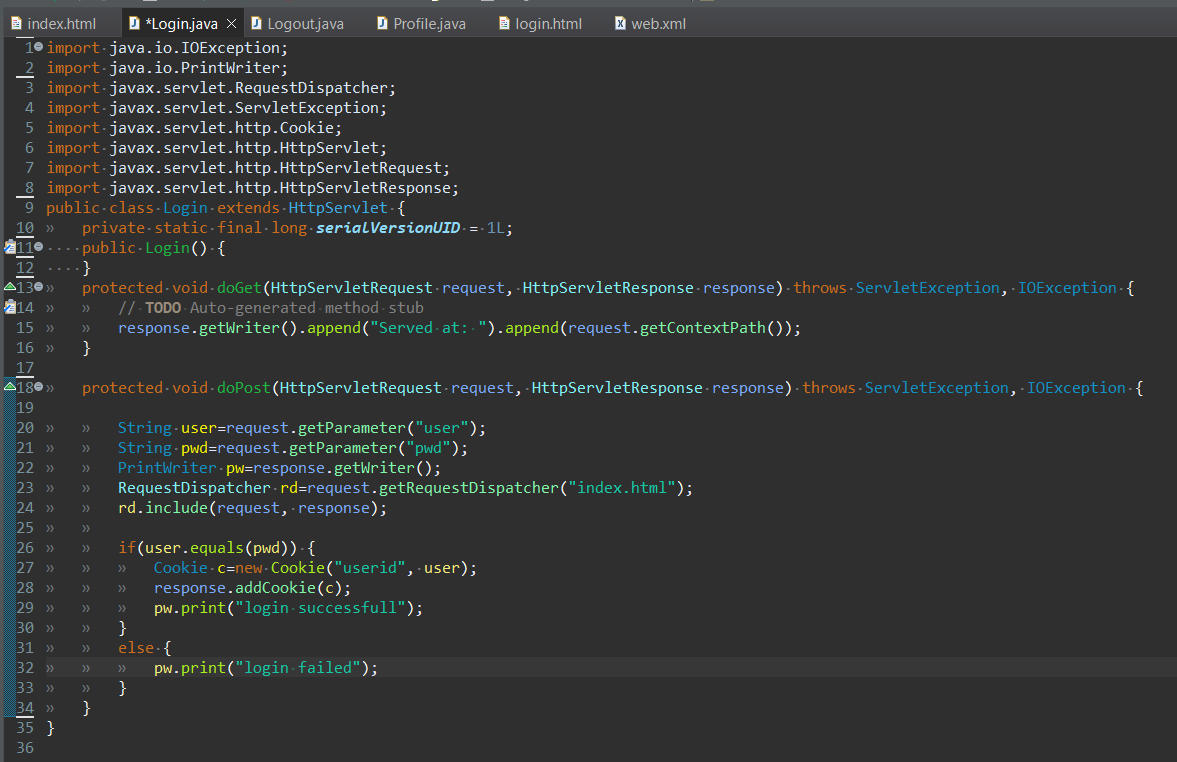 index.html *Login.java Logout.java Profile.java login.html web.xml
1 import java.io.IOException;
2 import java.io.PrintWriter;
3 import javax.servlet.RequestDispatcher;
4 import javax.servlet.ServletException;
5 import javax.servlet.http.Cookie;
6 import javax.servlet.http.HttpServlet;
7 import javax.servlet.http.HttpServletRequest;
8 import javax.servlet.http.HttpServletResponse;
9 public class Login extends HttpServlet {
10 private static final long serialVersionUID = 1L;
11 public Login() {
12 }
13 protected void doGet(HttpServletRequest request, HttpServletResponse response) throws ServletException, IOException {
14 // TODO Auto-generated method stub
15 response.getWriter().append("Served at: ").append(request.getContextPath());
16 }
17
18 protected void doPost(HttpServletRequest request, HttpServletResponse response) throws ServletException, IOException {
19
20 String user=request.getParameter("user");
21 String pwd=request.getParameter("pwd");
22 PrintWriter pw=response.getWriter();
23 RequestDispatcher rd=request.getRequestDispatcher("index.html");
24 rd.include(request, response);
25
26 if(user.equals(pwd)) {
27 Cookie c=new Cookie("userid", user);
28 response.addCookie(c);
29 pw.print("login successfull");
30 }
31 else {
32 pw.print("login failed");
33 }
34 }
35 }
36